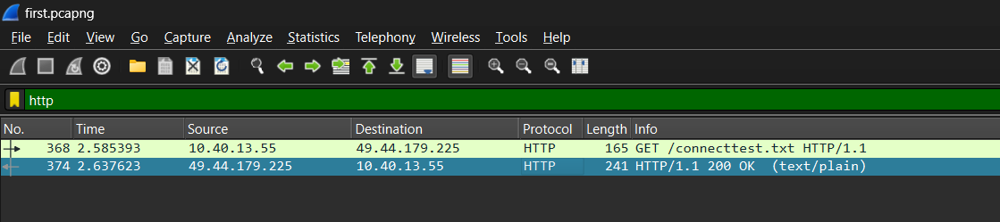 first.pcapng
File Edit View Go Capture Analyze Statistics Telephony Wireless Tools Help
http
No. Time Source Destination Protocol Length Info
368 2.585393 10.40.13.55 49.44.179.225 HTTP 165 GET /connecttest.txt HTTP/1.1
374 2.637623 49.44.179.225 10.40.13.55 HTTP 241 HTTP/1.1 200 OK (text/plain)